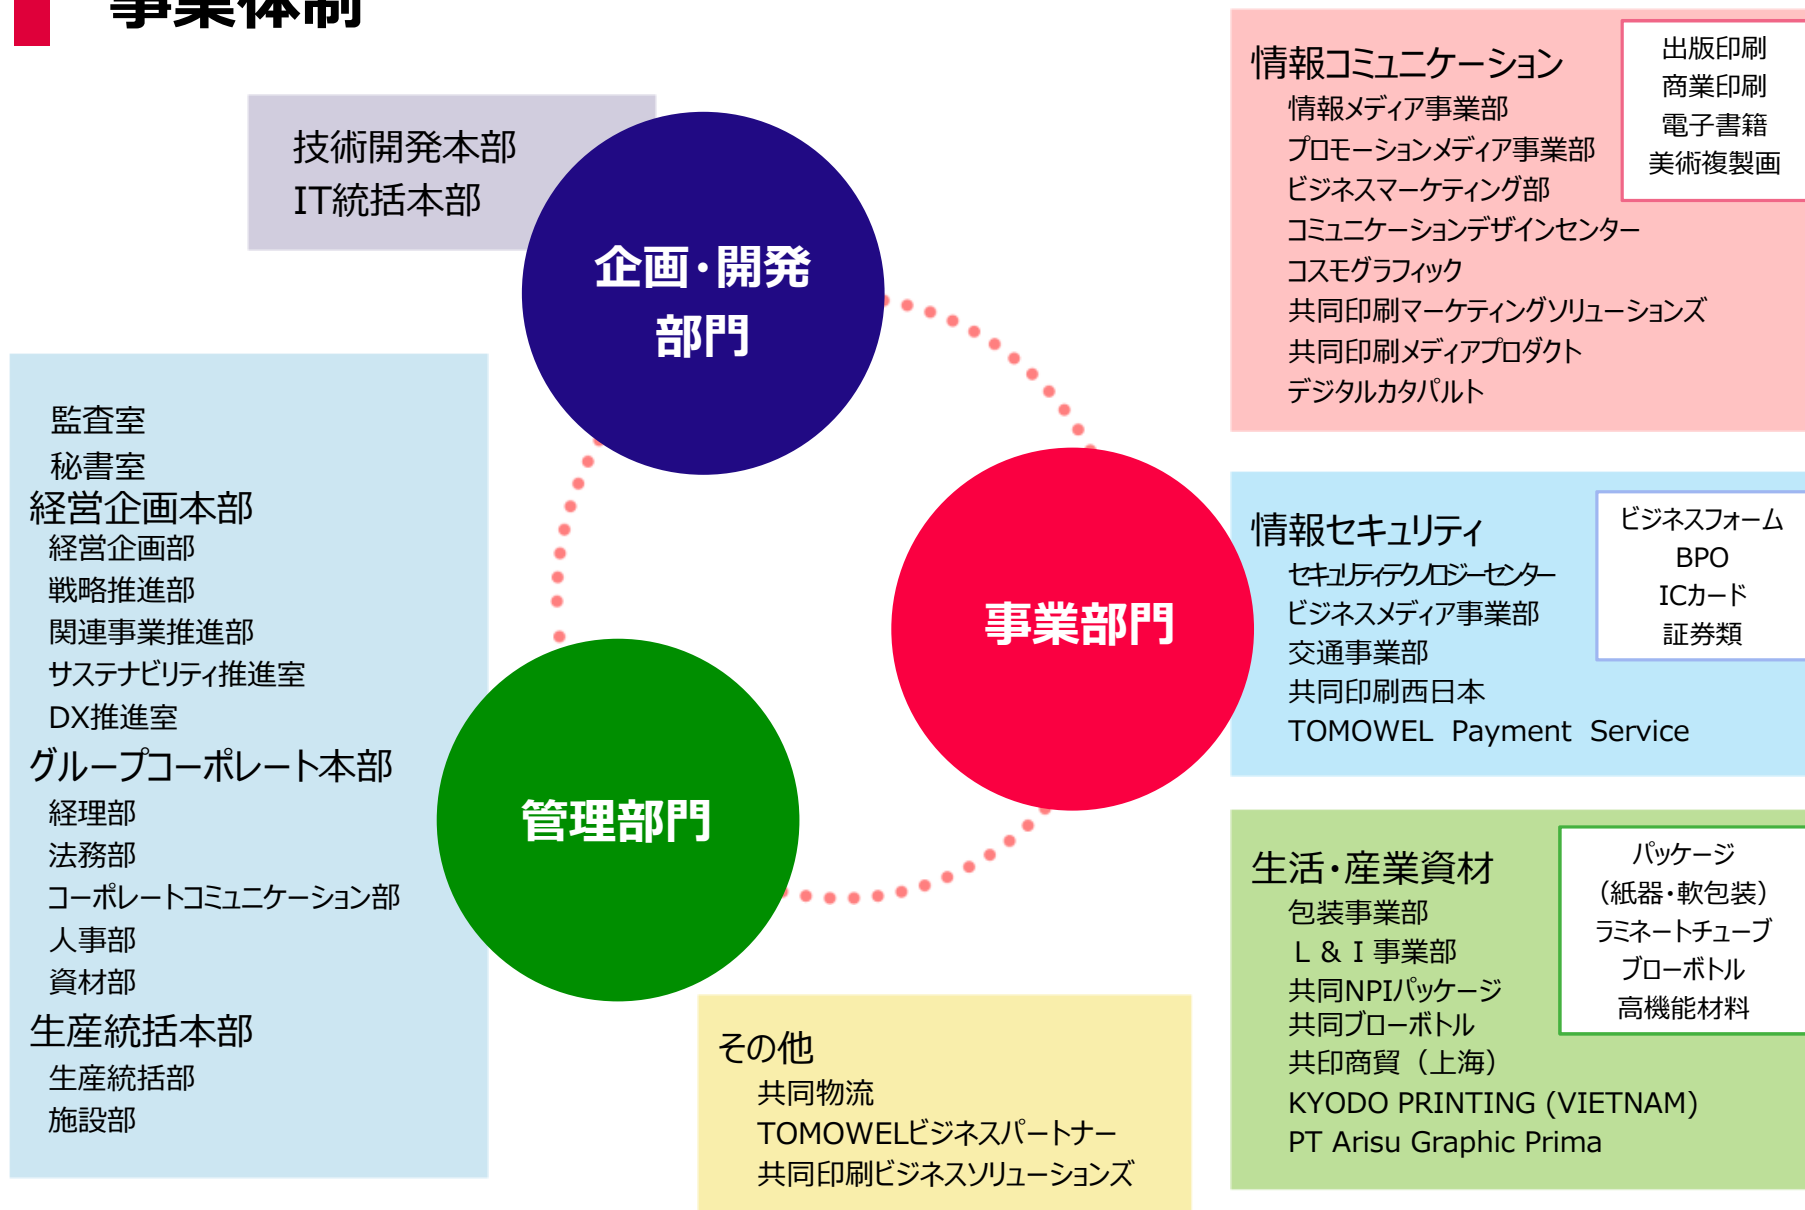 事業体制
技術開発本部
IT統括本部
企画・開発
部門
監査室
秘書室
経営企画本部
経営企画部
戦略推進部
関連事業推進部
サステナビリティ推進室
DX推進室
グループコーポレート本部
経理部
法務部
コーポレートコミュニケーション部
人事部
資材部
生産統括本部
生産統括部
施設部
管理部門
事業部門
その他
共同物流
TOMOWELビジネスパートナー
共同印刷ビジネスソリューションズ
情報コミュニケーション
情報メディア事業部
プロモーションメディア事業部
ビジネスマーケティング部
コミュニケーションデザインセンター
コスモグラフィック
共同印刷マーケティングソリューションズ
共同印刷メディアプロダクト
デジタルカタパルト
出版印刷
商業印刷
電子書籍
美術複製画
情報セキュリティ
セキュリティテクノロジーセンター
ビジネスメディア事業部
交通事業部
共同印刷西日本
TOMOWEL Payment Service
ビジネスフォーム
BPO
ICカード
証券類
生活・産業資材
包装事業部
L & I 事業部
共同NPIパッケージ
共同ブローボトル
共印商貿（上海）
KYODO PRINTING (VIETNAM)
PT Arisu Graphic Prima
パッケージ
（紙器・軟包装）
ラミネートチューブ
ブローボトル
高機能材料